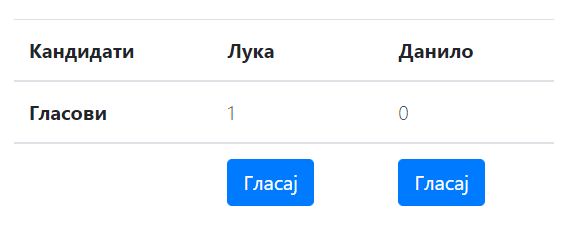 Кандидати Лука Данило
Гласови 1 0
Гласај Гласај